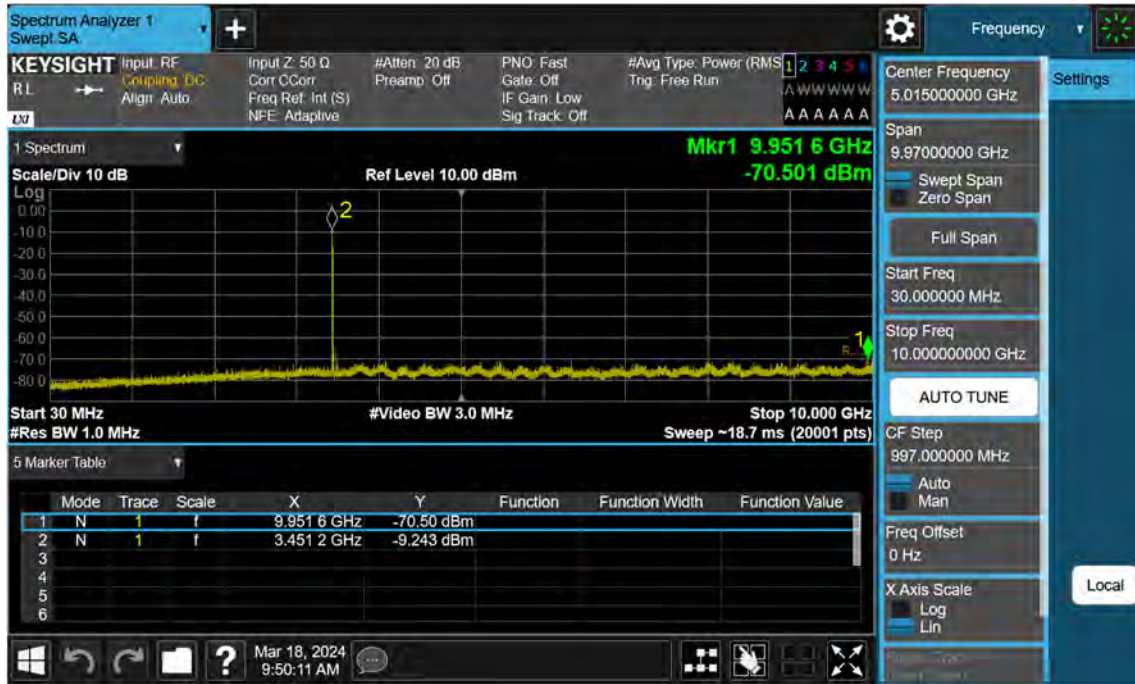 Spectrum Analyzer 1
Swept SA
Frequency
KEYSIGHT
RL
LXI
Input: RF
Coupling: DC
Align: Auto
Input Z: 50 Ω
Corr CCorr
Freq Ref: Int (S)
NFE: Adaptive
#Atten: 20 dB
Preamp: Off
PNO: Fast
Gate: Off
IF Gain: Low
Sig Track: Off
#Avg Type: Power (RMS
Trig: Free Run
1 2 3 4 5 6
A W W W W W
A A A A A A
1 Spectrum
Scale/Div 10 dB
Ref Level 10.00 dBm
Mkr1 9.951 6 GHz
-70.501 dBm
Log
0.00
-10.0
-20.0
-30.0
-40.0
-50.0
-60.0
-70.0
-80.0
2
1
Start 30 MHz
#Res BW 1.0 MHz
#Video BW 3.0 MHz
Stop 10.000 GHz
Sweep ~18.7 ms (20001 pts)
5 Marker Table
Mode Trace Scale X Y Function Function Width Function Value
1 N 1 f 9.951 6 GHz -70.50 dBm
2 N 1 f 3.451 2 GHz -9.243 dBm
3
4
5
6
Mar 18, 2024
9:50:11 AM
Center Frequency
5.015000000 GHz
Span
9.97000000 GHz
Swept Span
Zero Span
Full Span
Start Freq
30.000000 MHz
Stop Freq
10.000000000 GHz
AUTO TUNE
CF Step
997.000000 MHz
Auto
Man
Freq Offset
0 Hz
X Axis Scale
Log
Lin
Settings
Local